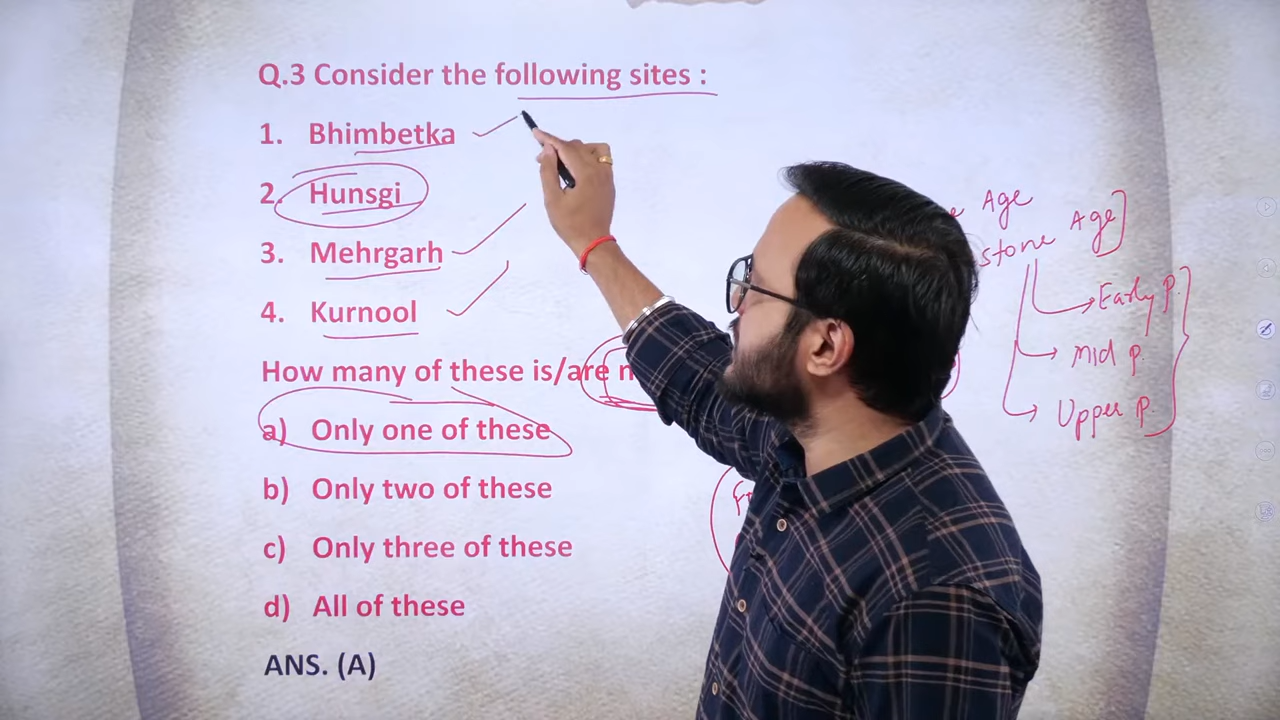 Q.3 Consider the following sites :
1. Bhimbetka
2. Hunsgi
3. Mehrgarh
4. Kurnool
How many of these is/are
a) Only one of these
b) Only two of these
c) Only three of these
d) All of these
ANS. (A)
Age
stone Age
Early P.
Mid P.
Upper P.